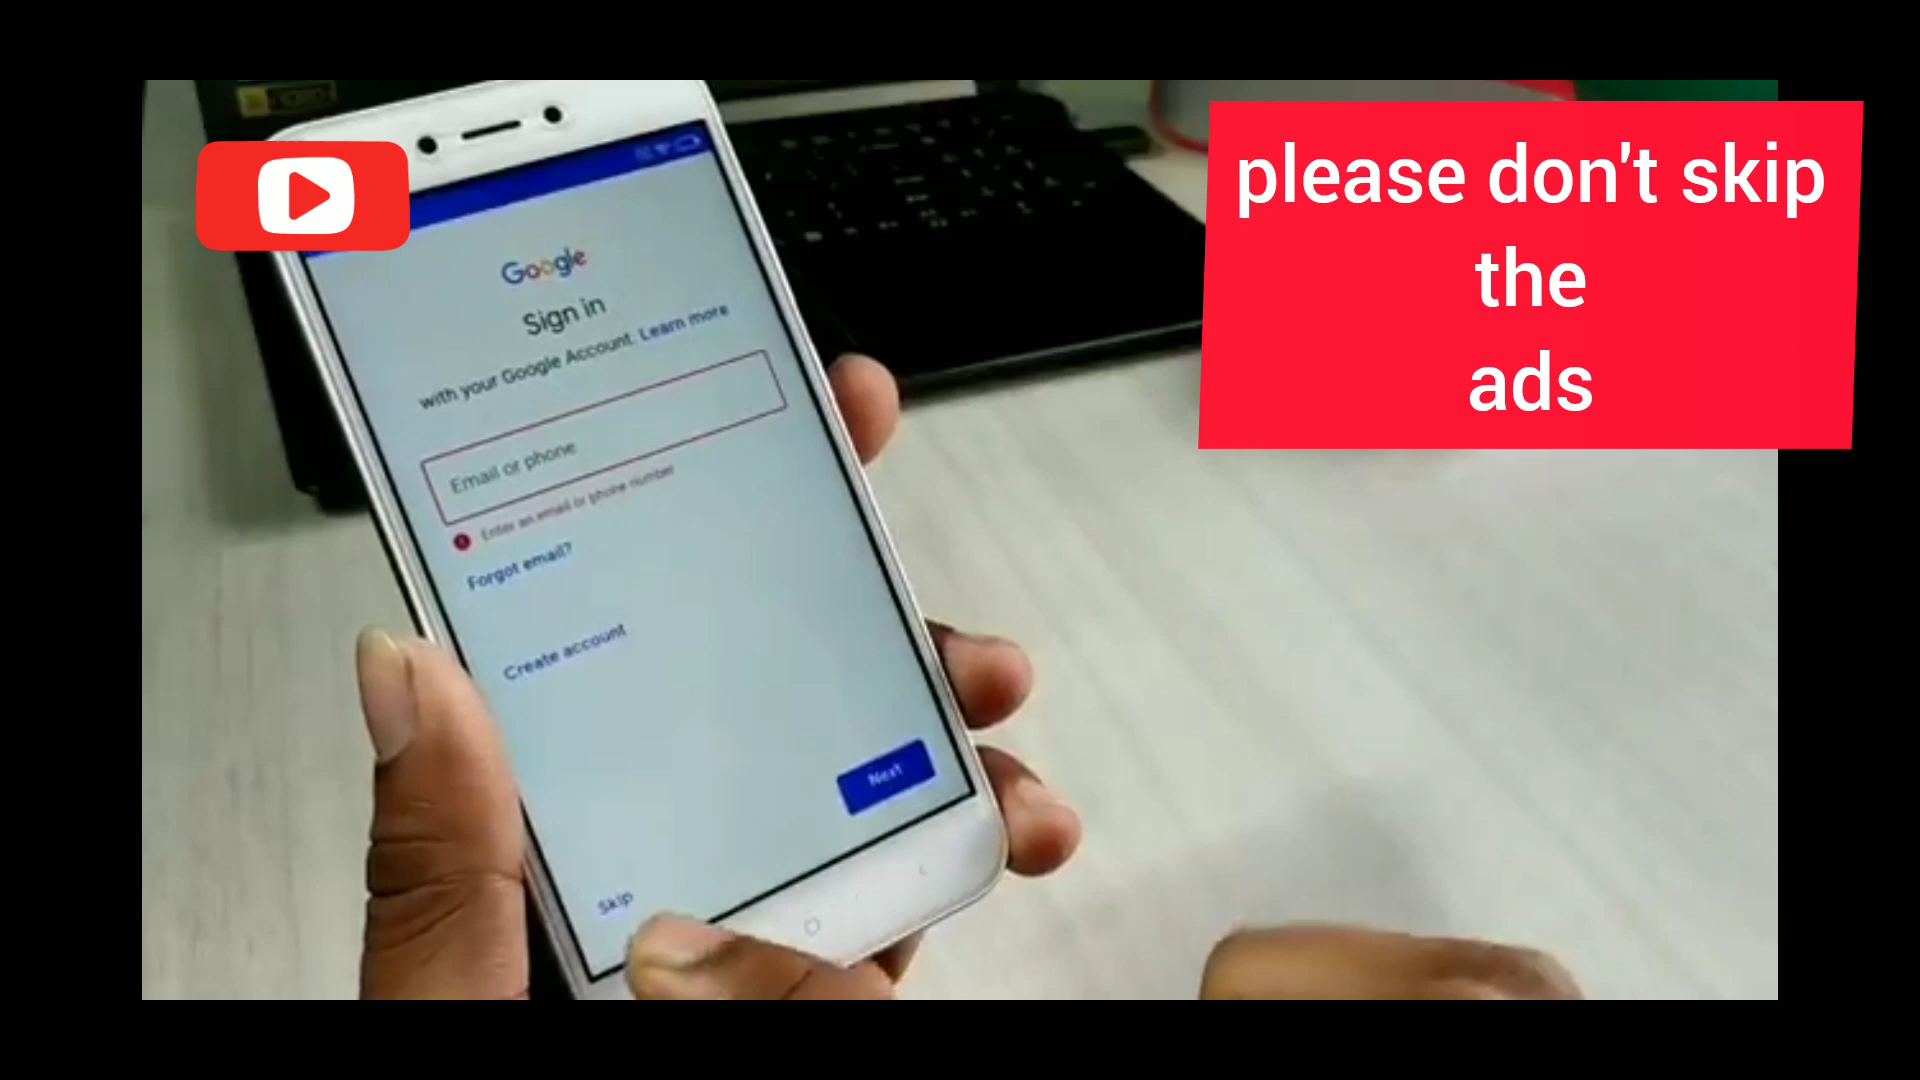 please don't skip
the
ads
Google
Sign in
with your Google Account. Learn more
Email or phone
Enter an email or phone number
Forgot email?
Create account
Next
Skip